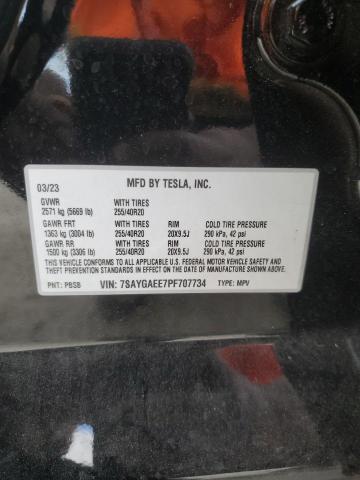 03/23 MFD BY TESLA, INC.
GVWR WITH TIRES
2571 kg (5669 lb) 255/40R20
GAWR FRT WITH TIRES RIM COLD TIRE PRESSURE
1363 kg (3004 lb) 255/40R20 20X9.5J 290 kPa, 42 psi
GAWR RR WITH TIRES RIM COLD TIRE PRESSURE
1500 kg (3306 lb) 255/40R20 20X9.5J 290 kPa, 42 psi
THIS VEHICLE CONFORMS TO ALL APPLICABLE U.S. FEDERAL MOTOR VEHICLE SAFETY AND
THEFT PREVENTION STANDARDS IN EFFECT ON THE DATE OF MANUFACTURE SHOWN ABOVE.
PNT: PBSB VIN: 7SAYGAEE7PF707734 TYPE: MPV